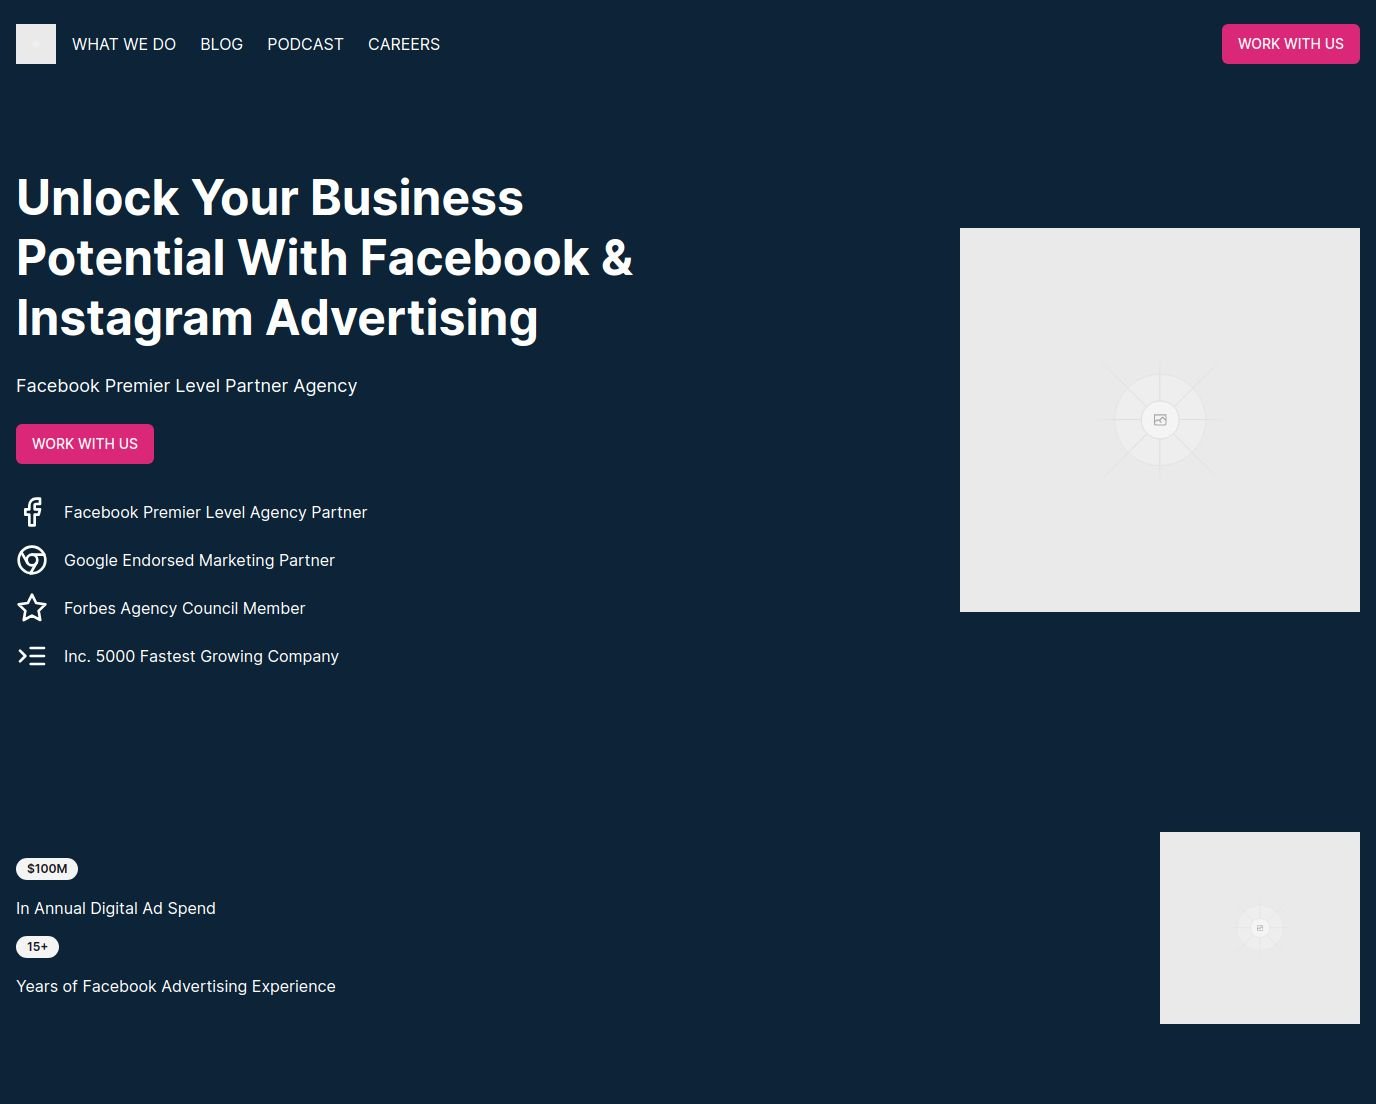 WHAT WE DO
BLOG
PODCAST
CAREERS
WORK WITH US
Unlock Your Business
Potential With Facebook &
Instagram Advertising
Facebook Premier Level Partner Agency
WORK WITH US
Facebook Premier Level Agency Partner
Google Endorsed Marketing Partner
Forbes Agency Council Member
Inc. 5000 Fastest Growing Company
$100M
In Annual Digital Ad Spend
15+
Years of Facebook Advertising Experience